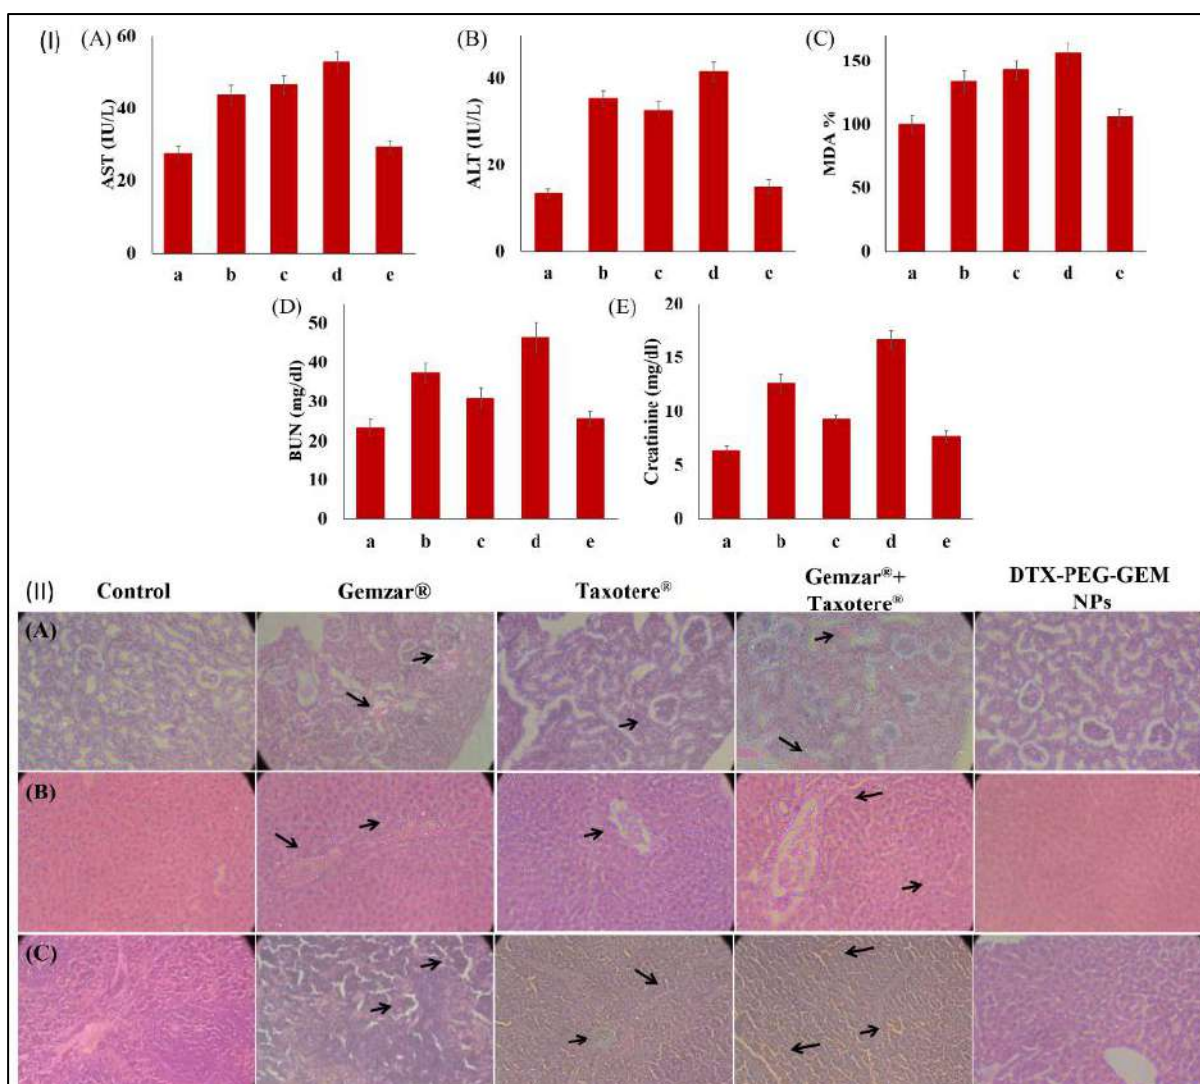 (I)
(A)
60
40
20
0
AST (IU/L)
a b c d e
(B)
40
20
0
ALT (IU/L)
a b c d e
(C)
150
100
50
0
MDA %
a b c d e
(D)
50
40
30
20
10
0
BUN (mg/dl)
a b c d e
(E)
20
15
10
5
0
Creatinine (mg/dl)
a b c d e
(II)
Control
Gemzar®
Taxotere®
Gemzar®+
Taxotere®
DTX-PEG-GEM
NPs
(A)
(B)
(C)